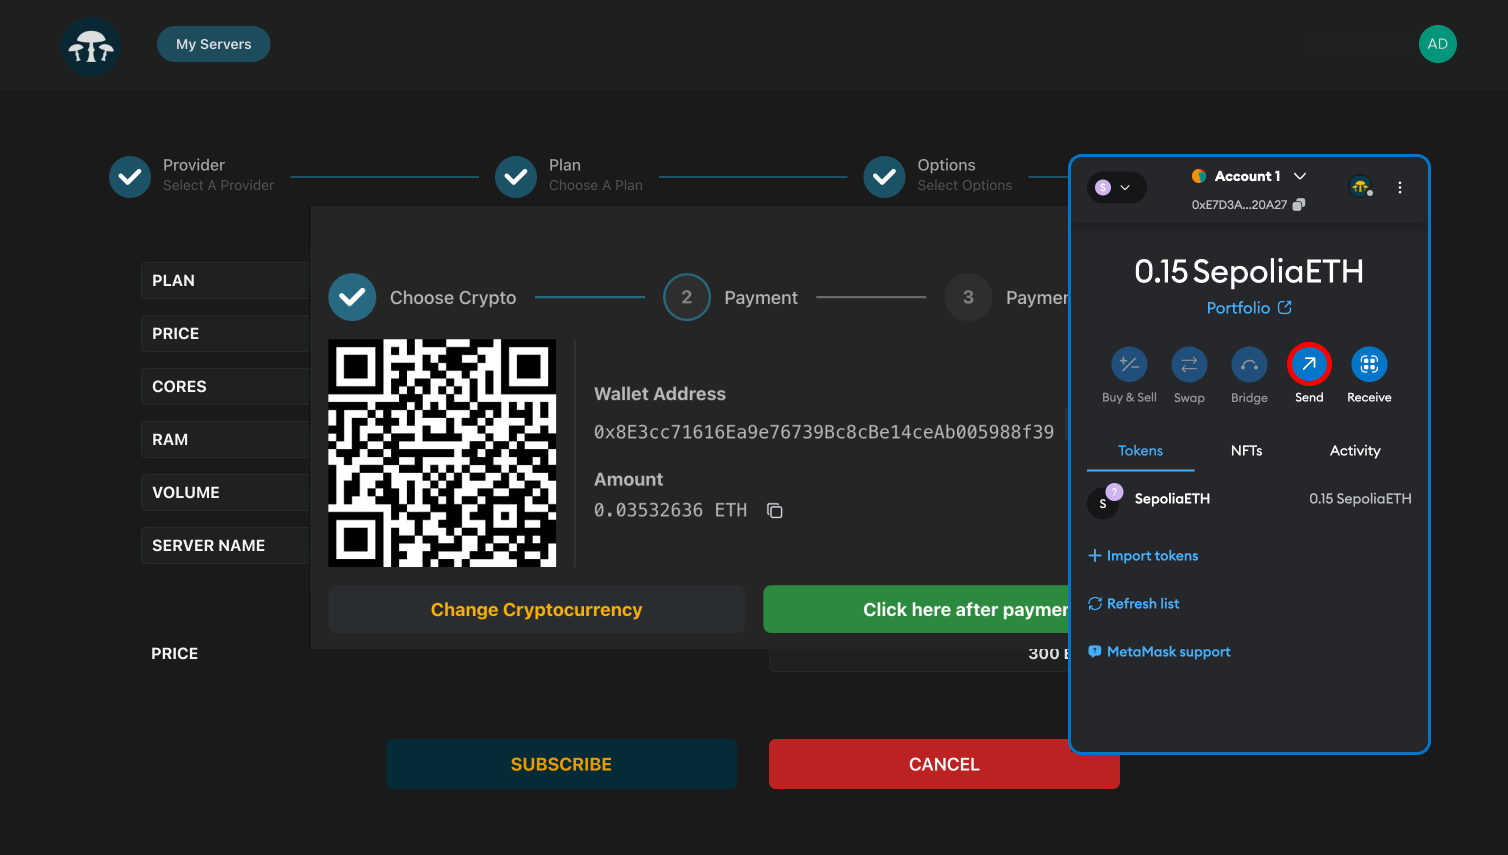 My Servers
AD
Provider
Select A Provider
Plan
Choose A Plan
Options
Select Options
PLAN
PRICE
CORES
RAM
VOLUME
SERVER NAME
PRICE
300
Choose Crypto
2
Payment
3
Wallet Address
0x8E3cc71616Ea9e76739Bc8cBe14ceAb005988f39
Amount
0.03532636 ETH
Change Cryptocurrency
Click here after
SUBSCRIBE
CANCEL
S
Account 1
0xE7D3A...20A27
0.15 SepoliaETH
Portfolio
Buy & Sell
Swap
Bridge
Send
Receive
Tokens
NFTs
Activity
S
?
SepoliaETH
0.15 SepoliaETH
Import tokens
Refresh list
MetaMask support